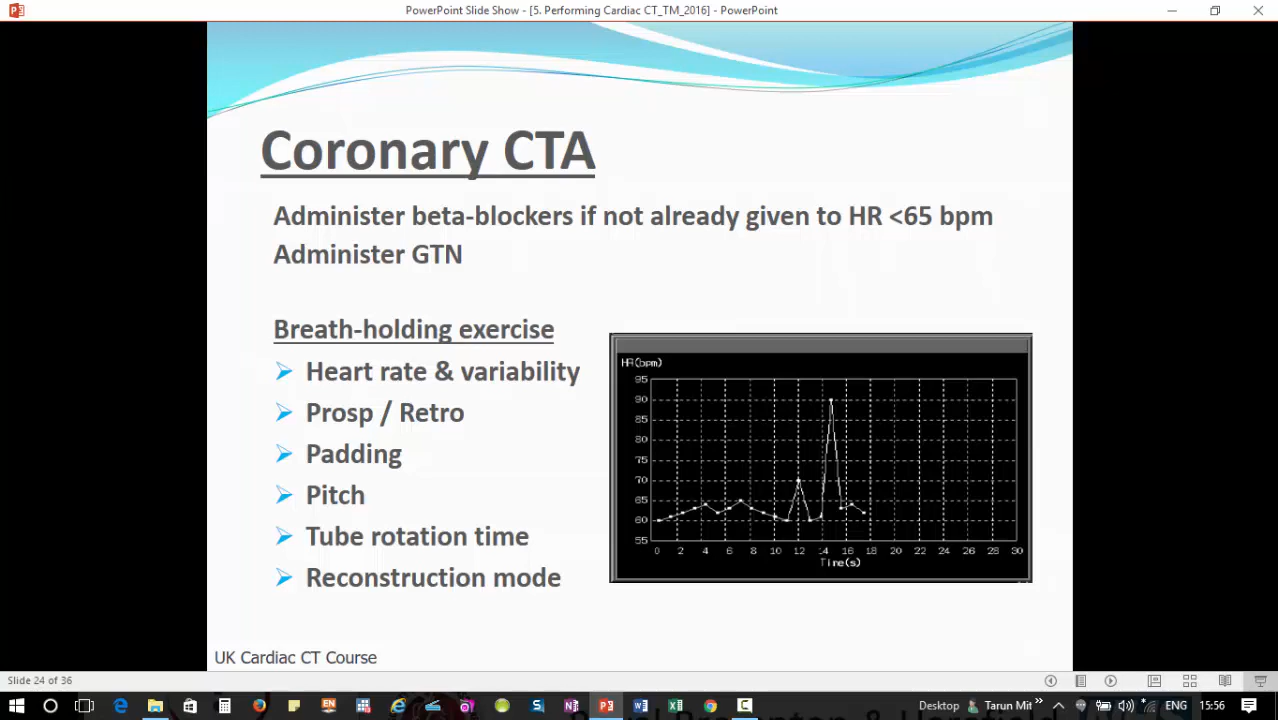 PowerPoint Slide Show - [5. Performing Cardiac CT_TM_2016] - PowerPoint
Coronary CTA
Administer beta-blockers if not already given to HR <65 bpm
Administer GTN
Breath-holding exercise
Heart rate & variability
Prosp / Retro
Padding
Pitch
Tube rotation time
Reconstruction mode
HR(bpm)
95
90
85
80
75
70
65
60
55
0 2 4 6 8 10 12 14 16 18 20 22 24 26 28 30
Time(s)
UK Cardiac CT Course
Slide 24 of 36
Desktop
Tarun Mit
ENG
15:56